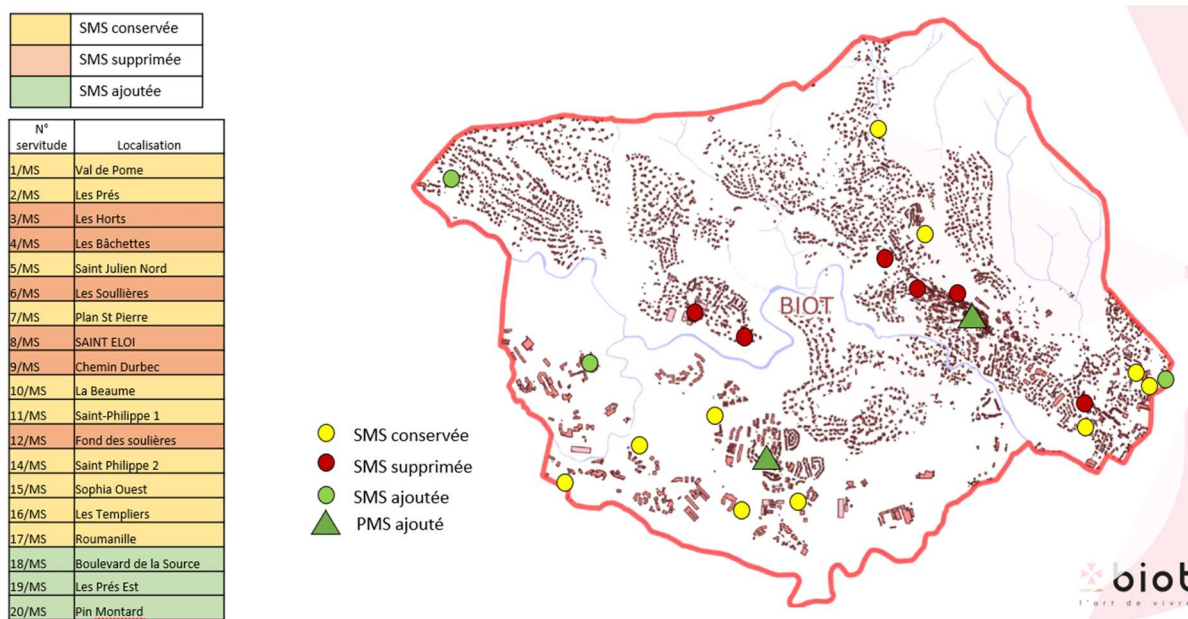 SMS conservée
SMS supprimée
SMS ajoutée
N° servitude Localisation
1/MS Val de Pome
2/MS Les Prés
3/MS Les Horts
4/MS Les Bâchettes
5/MS Saint Julien Nord
6/MS Les Soullières
7/MS Plan St Pierre
8/MS SAINT ELOI
9/MS Chemin Durbec
10/MS La Beaume
11/MS Saint-Philippe 1
12/MS Fond des soulières
14/MS Saint Philippe 2
15/MS Sophia Ouest
16/MS Les Templiers
17/MS Roumanille
18/MS Boulevard de la Source
19/MS Les Prés Est
20/MS Pin Montard
BIOT
SMS conservée
SMS supprimée
SMS ajoutée
PMS ajouté
biot
l'art de vivre